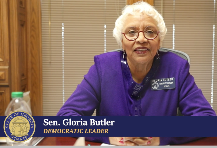 Sen. Gloria Butler
DEMOCRATIC LEADER